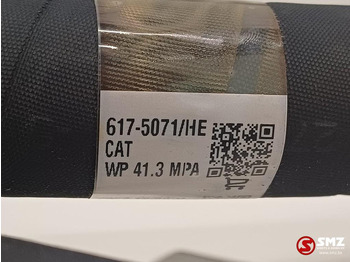 617-5071/HE
CAT
WP 41.3 MPA
SMZ